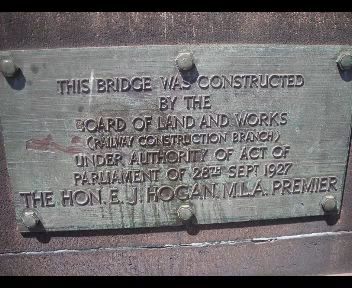 THIS BRIDGE WAS CONSTRUCTED
BY THE
BOARD OF LAND AND WORKS
(RAILWAY CONSTRUCTION BRANCH)
UNDER AUTHORITY OF ACT OF
PARLIAMENT OF 28TH SEPT 1927
THE HON. E. J. HOGAN. M.L.A. PREMIER